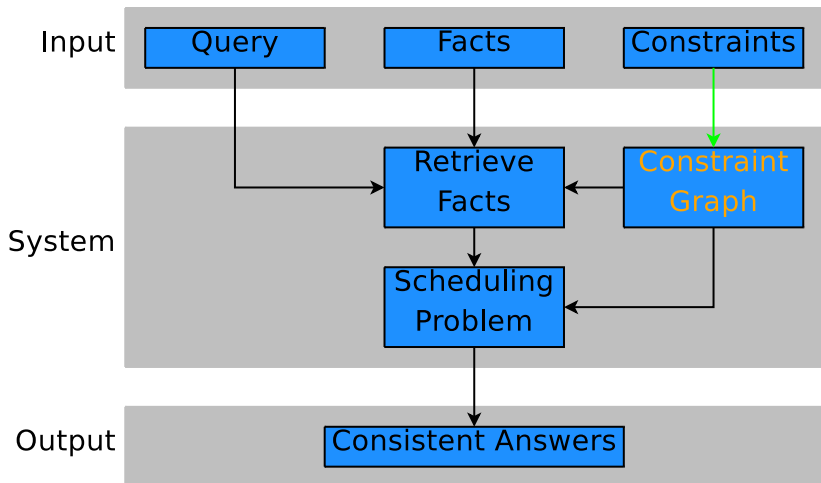 Input
Query
Facts
Constraints
System
Retrieve
Facts
Constraint
Graph
Scheduling
Problem
Output
Consistent Answers